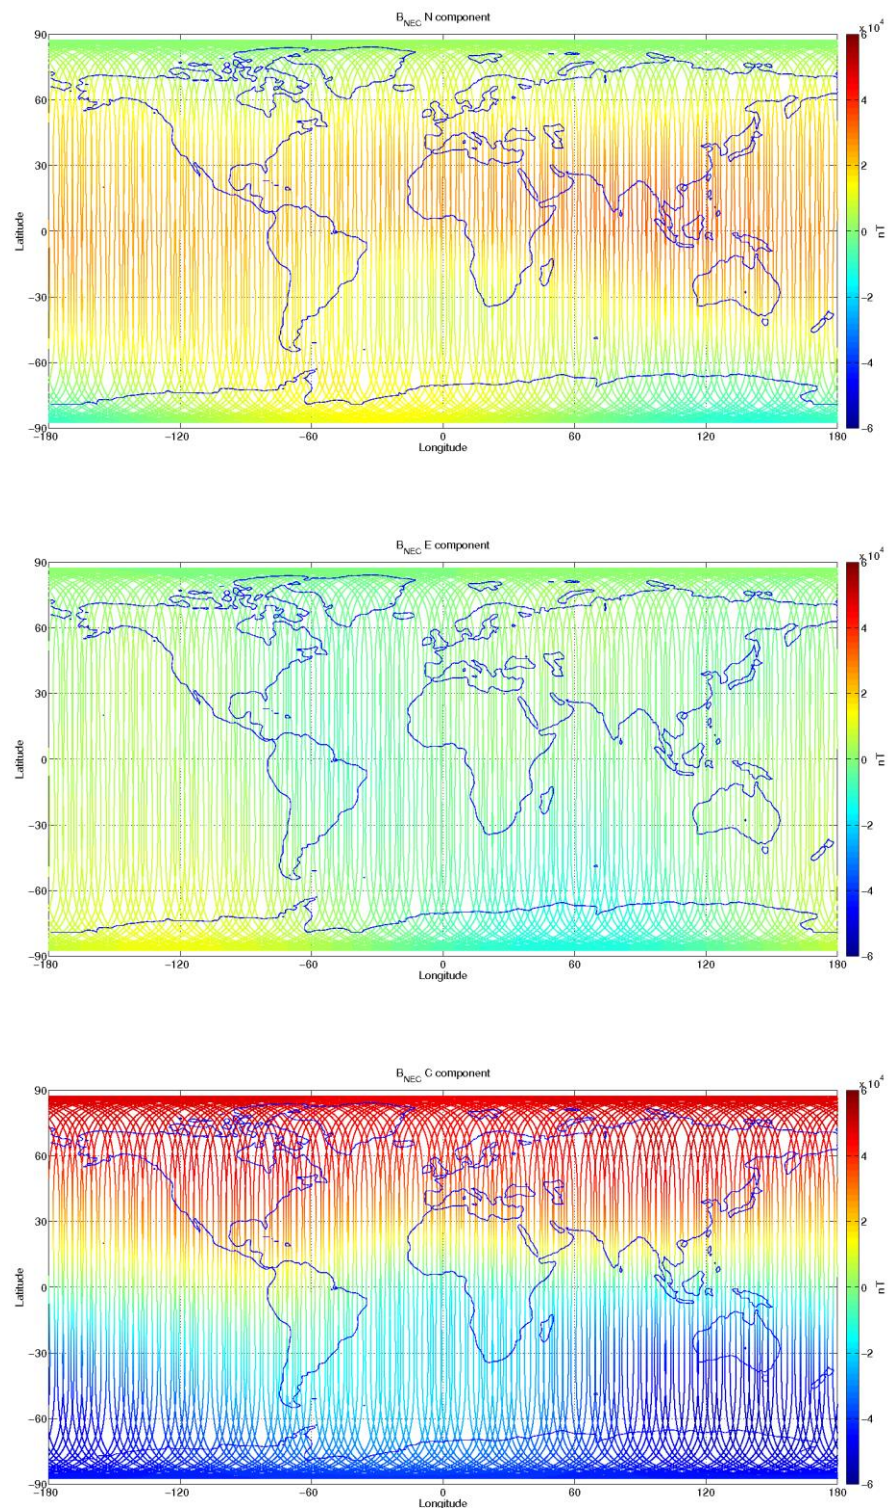 B_NEC N component
x 10^4
90
60
30
0
−30
−60
−90
Latitude
−180 −120 −60 0 60 120 180
Longitude
6
4
2
0
−2
−4
−6
nT
B_NEC E component
x 10^4
90
60
30
0
−30
−60
−90
Latitude
−180 −120 −60 0 60 120 180
Longitude
6
4
2
0
−2
−4
−6
nT
B_NEC C component
x 10^4
90
60
30
0
−30
−60
−90
Latitude
−180 −120 −60 0 60 120 180
Longitude
6
4
2
0
−2
−4
−6
nT